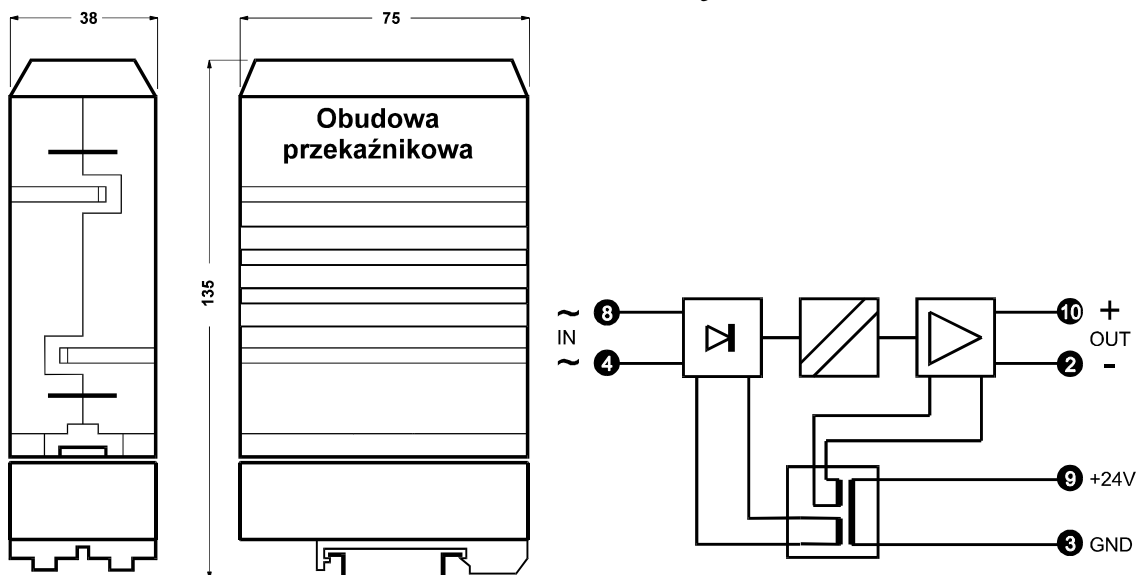 38
75
Obudowa
przekaźnikowa
135
~ 8
IN
~ 4
10 +
OUT
2 -
9 +24V
3 GND